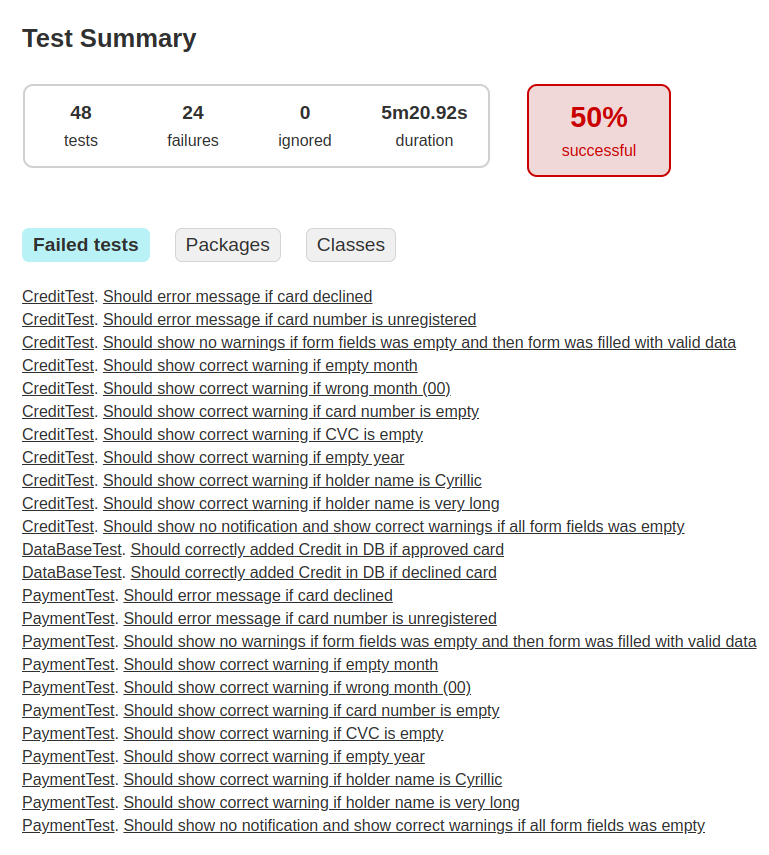 Test Summary
48 24 0 5m20.92s
tests failures ignored duration
50%
successful
Failed tests Packages Classes
CreditTest. Should error message if card declined
CreditTest. Should error message if card number is unregistered
CreditTest. Should show no warnings if form fields was empty and then form was filled with valid data
CreditTest. Should show correct warning if empty month
CreditTest. Should show correct warning if wrong month (00)
CreditTest. Should show correct warning if card number is empty
CreditTest. Should show correct warning if CVC is empty
CreditTest. Should show correct warning if empty year
CreditTest. Should show correct warning if holder name is Cyrillic
CreditTest. Should show correct warning if holder name is very long
CreditTest. Should show no notification and show correct warnings if all form fields was empty
DataBaseTest. Should correctly added Credit in DB if approved card
DataBaseTest. Should correctly added Credit in DB if declined card
PaymentTest. Should error message if card declined
PaymentTest. Should error message if card number is unregistered
PaymentTest. Should show no warnings if form fields was empty and then form was filled with valid data
PaymentTest. Should show correct warning if empty month
PaymentTest. Should show correct warning if wrong month (00)
PaymentTest. Should show correct warning if card number is empty
PaymentTest. Should show correct warning if CVC is empty
PaymentTest. Should show correct warning if empty year
PaymentTest. Should show correct warning if holder name is Cyrillic
PaymentTest. Should show correct warning if holder name is very long
PaymentTest. Should show no notification and show correct warnings if all form fields was empty